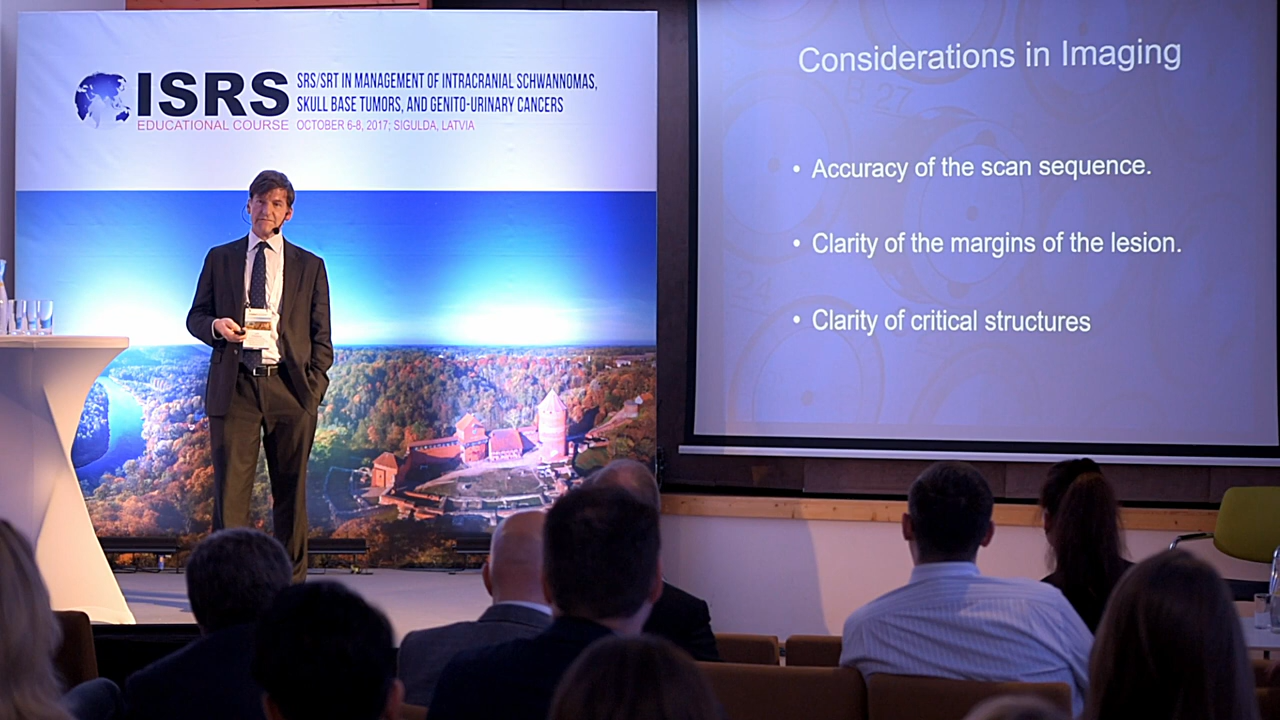 ISRS
EDUCATIONAL COURSE
SRS/SRT IN MANAGEMENT OF INTRACRANIAL SCHWANNOMAS,
SKULL BASE TUMORS, AND GENITO-URINARY CANCERS
OCTOBER 6-8, 2017; SIGULDA, LATVIA
Considerations in Imaging
• Accuracy of the scan sequence.
• Clarity of the margins of the lesion.
• Clarity of critical structures